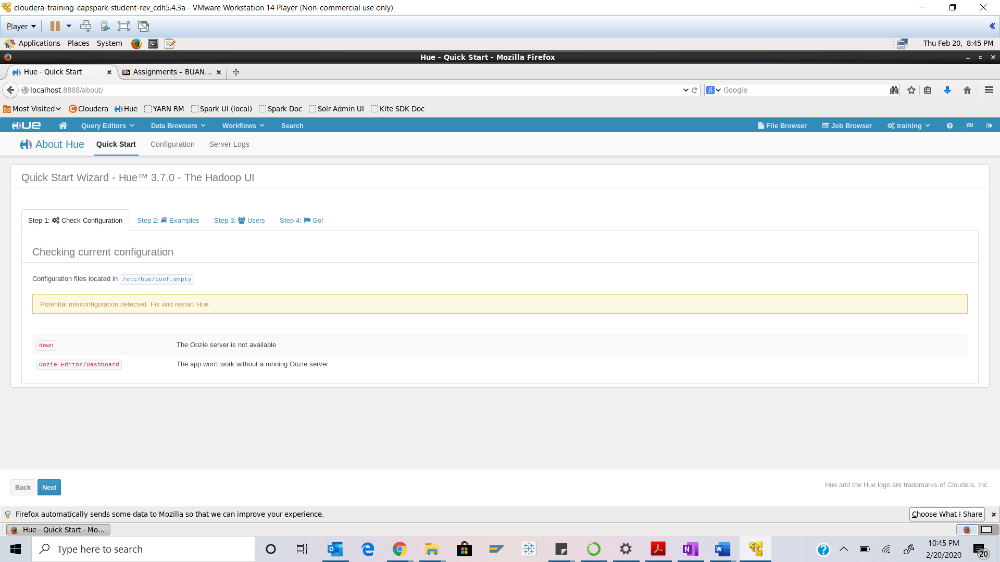 cloudera-training-capspark-student-rev_cdh5.4.3a - VMware Workstation 14 Player (Non-commercial use only)
Player
Applications Places System Thu Feb 20, 8:45 PM
Hue - Quick Start - Mozilla Firefox
Hue - Quick Start Bb Assignments – BUAN...
localhost:8888/about/ Google
Most Visited Cloudera Hue YARN RM Spark UI (local) Spark Doc Solr Admin UI Kite SDK Doc
HUE Query Editors Data Browsers Workflows Search File Browser Job Browser training
About Hue Quick Start Configuration Server Logs
Quick Start Wizard - Hue™ 3.7.0 - The Hadoop UI
Step 1: Check Configuration Step 2: Examples Step 3: Users Step 4: Go!
Checking current configuration
Configuration files located in /etc/hue/conf.empty
Potential misconfiguration detected. Fix and restart Hue.
down The Oozie server is not available
Oozie Editor/Dashboard The app won't work without a running Oozie server
Back Next Hue and the Hue logo are trademarks of Cloudera, Inc.
Firefox automatically sends some data to Mozilla so that we can improve your experience. Choose What I Share
Hue - Quick Start - Mo...
Type here to search 10:45 PM
2/20/2020 20